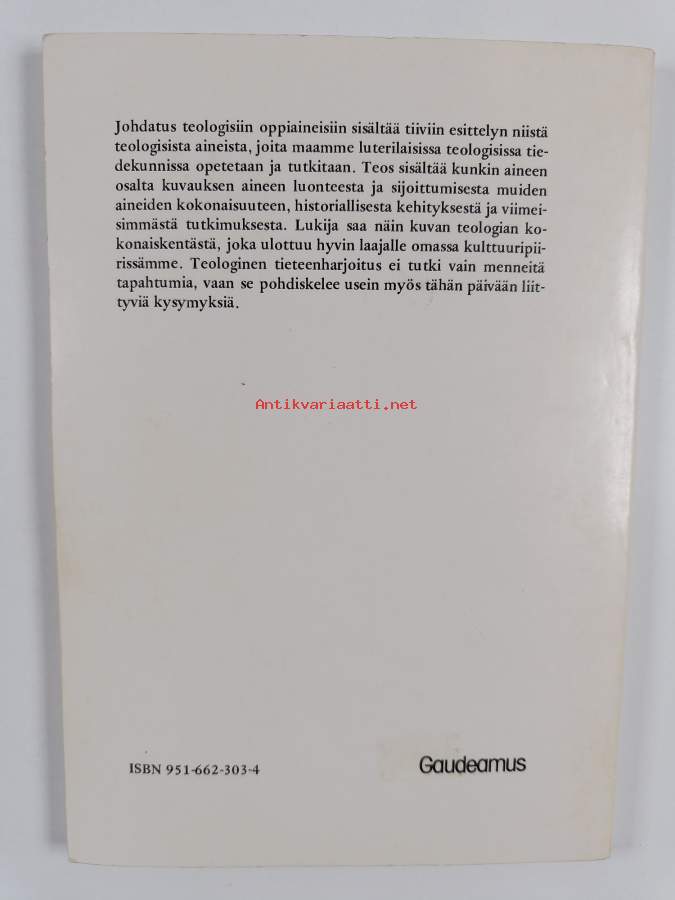 Johdatus teologisiin oppiaineisiin sisältää tiiviin esittelyn niistä
teologisista aineista, joita maamme luterilaisissa teologisissa tie-
dekunnissa opetetaan ja tutkitaan. Teos sisältää kunkin aineen
osalta kuvauksen aineen luonteesta ja sijoittumisesta muiden
aineiden kokonaisuuteen, historiallisesta kehityksestä ja viimei-
simmästä tutkimuksesta. Lukija saa näin kuvan teologian ko-
konaiskentästä, joka ulottuu hyvin laajalle omassa kulttuuripii-
rissämme. Teologinen tieteenharjoitus ei tutki vain menneitä
tapahtumia, vaan se pohdiskelee usein myös tähän päivään liit-
tyviä kysymyksiä.
Antikvariaatti.net
ISBN 951-662-303-4
Gaudeamus